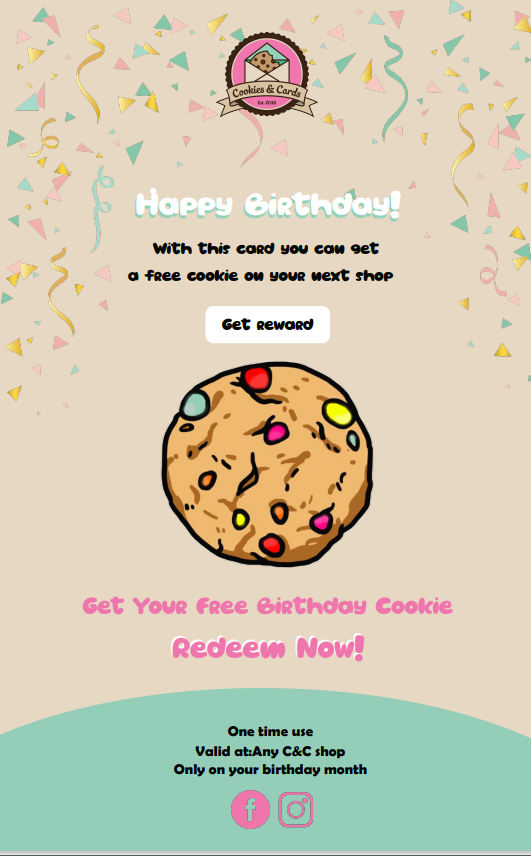 Cookies & Cards
Est. 2018
Happy Birthday!
With this card you can get
a free cookie on your next shop
Get reward
Get Your Free Birthday Cookie
Redeem Now!
One time use
Valid at:Any C&C shop
Only on your birthday month